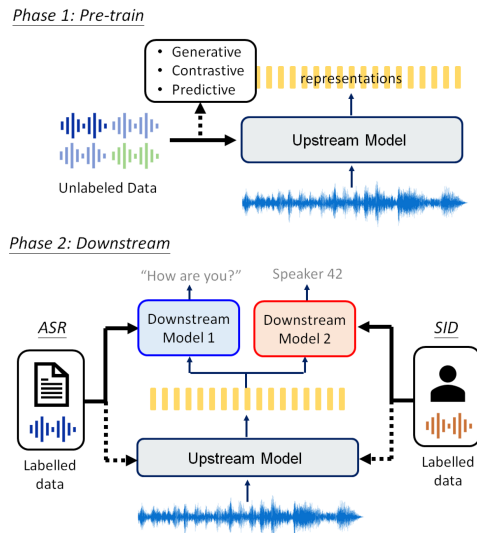 Phase 1: Pre-train
• Generative
• Contrastive
• Predictive
representations
Upstream Model
Unlabeled Data
Phase 2: Downstream
"How are you?"
Speaker 42
ASR
SID
Downstream
Model 1
Downstream
Model 2
Upstream Model
Labelled
data
Labelled
data